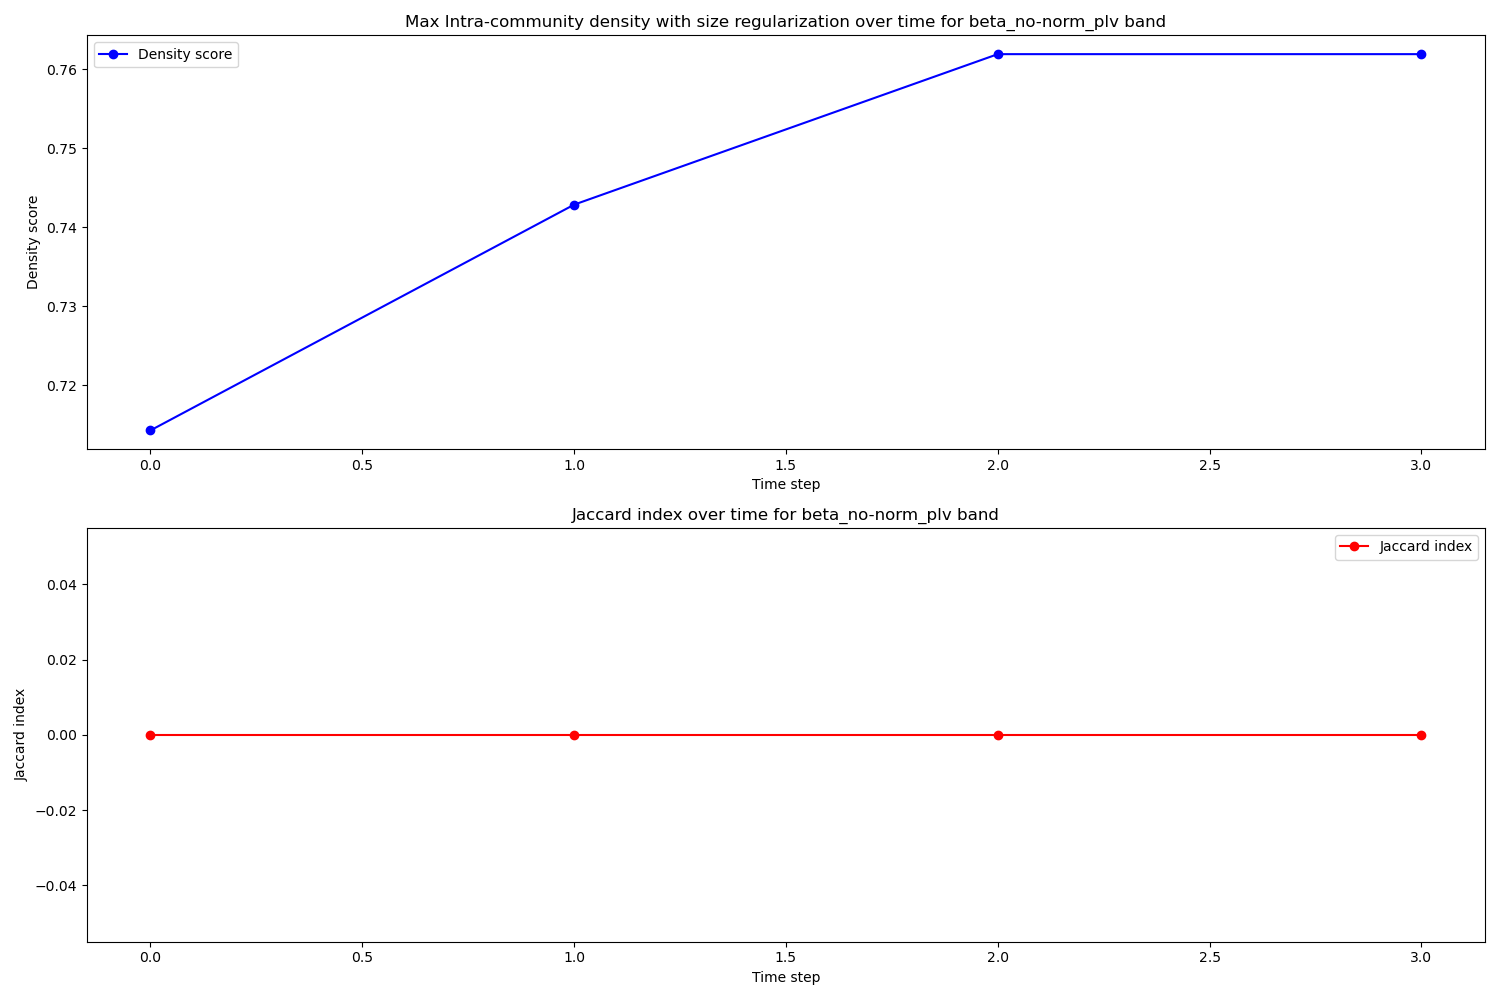 Max Intra-community density with size regularization over time for beta_no-norm_plv band
Density score
0.76
0.75
0.74
0.73
0.72
Density score
0.0 0.5 1.0 1.5 2.0 2.5 3.0
Time step
Jaccard index over time for beta_no-norm_plv band
Jaccard index
0.04
0.02
0.00
−0.02
−0.04
Jaccard index
0.0 0.5 1.0 1.5 2.0 2.5 3.0
Time step